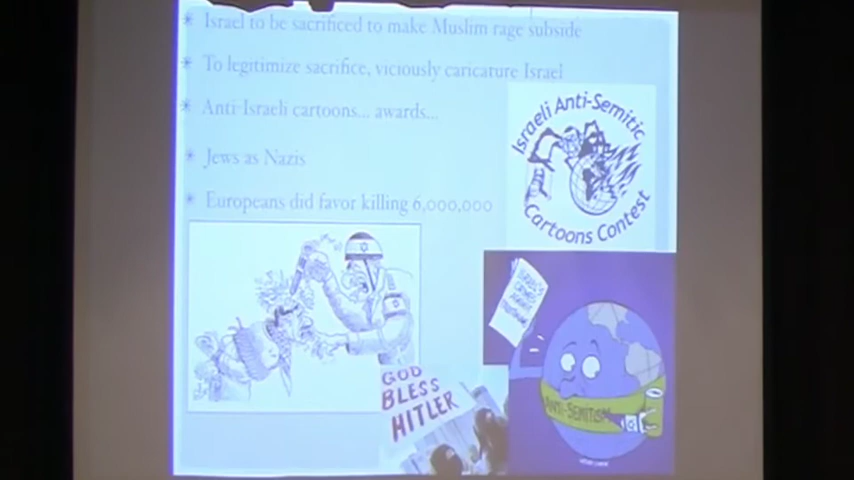 Israel to be sacrificed to make Muslim rage subside
To legitimize sacrifice, viciously caricature Israel
Anti-Israeli cartoons... awards...
Jews as Nazis
Europeans did favor killing 6,000,000
Israeli Anti-Semitic
Cartoons Contest
GOD
BLESS
HITLER
ANTI-SEMITISM